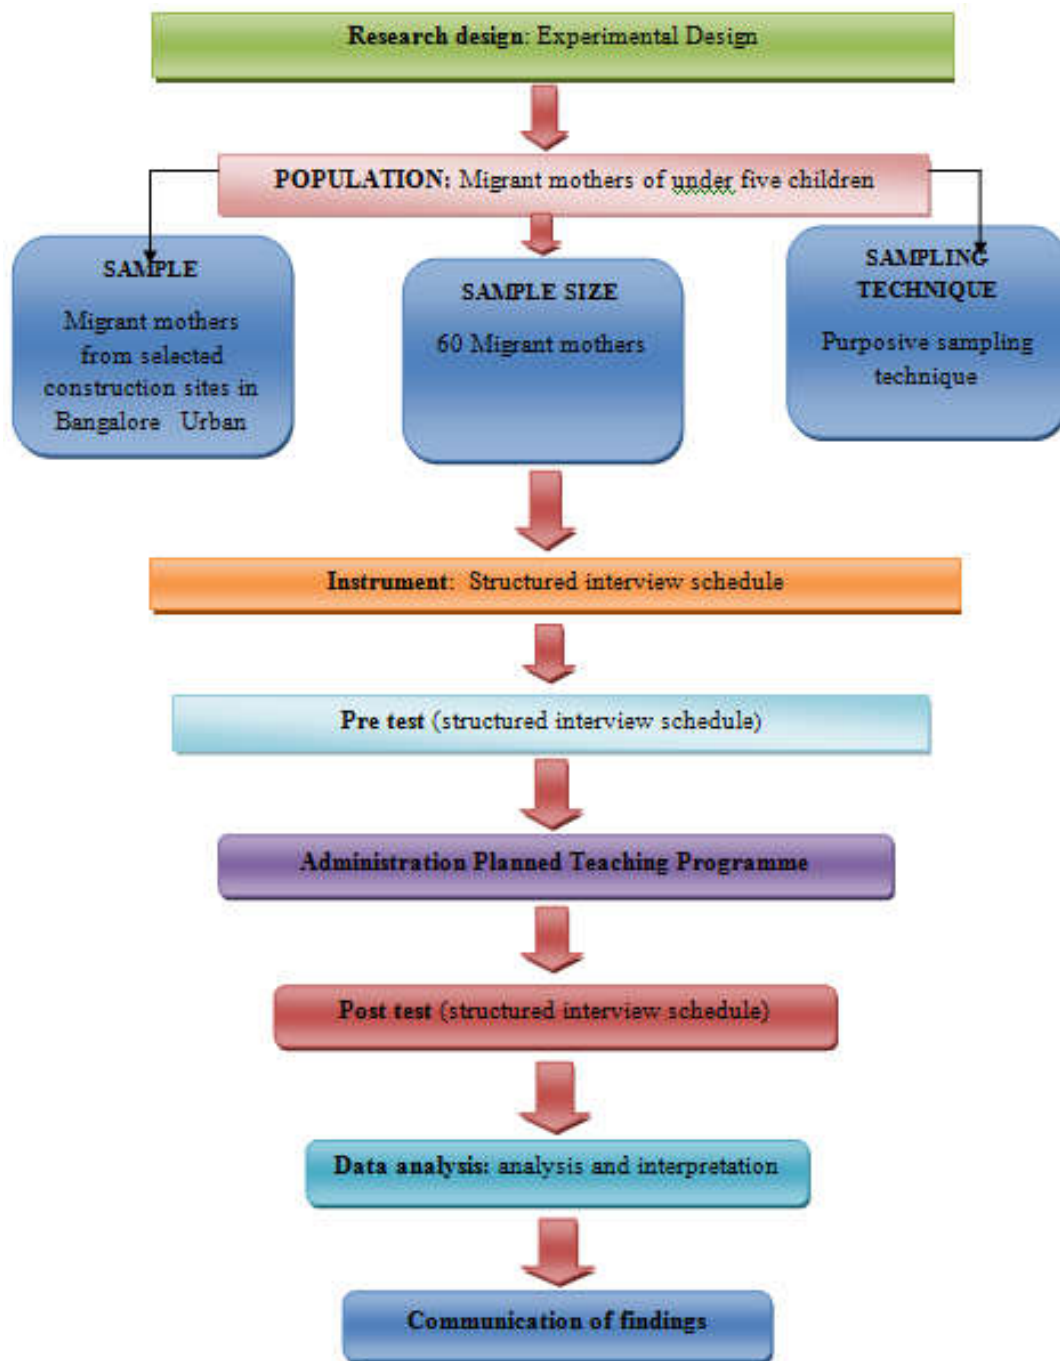 Research design: Experimental Design
POPULATION: Migrant mothers of under five children
SAMPLE
Migrant mothers
from selected
construction sites in
Bangalore Urban
SAMPLE SIZE
60 Migrant mothers
SAMPLING
TECHNIQUE
Purposive sampling
technique
Instrument: Structured interview schedule
Pre test (structured interview schedule)
Administration Planned Teaching Programme
Post test (structured interview schedule)
Data analysis: analysis and interpretation
Communication of findings